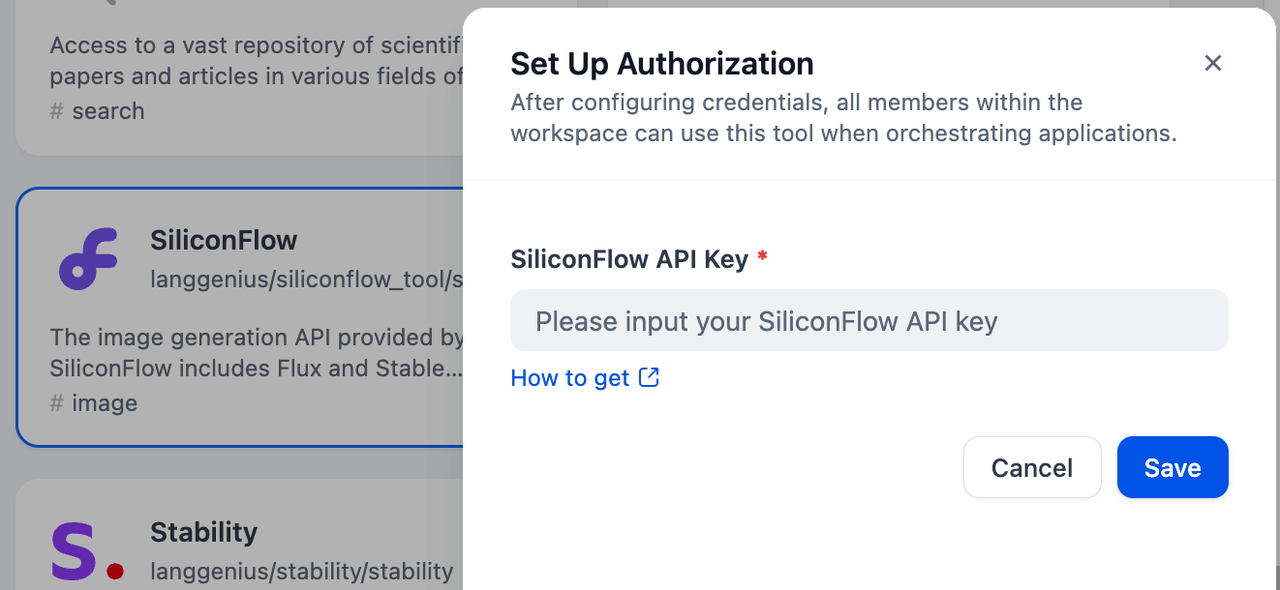 Access to a vast repository of scientif
papers and articles in various fields of
# search
SiliconFlow
langgenius/siliconflow_tool/s
The image generation API provided by
SiliconFlow includes Flux and Stable...
# image
Stability
langgenius/stability/stability
Set Up Authorization
After configuring credentials, all members within the
workspace can use this tool when orchestrating applications.
SiliconFlow API Key *
Please input your SiliconFlow API key
How to get
Cancel
Save